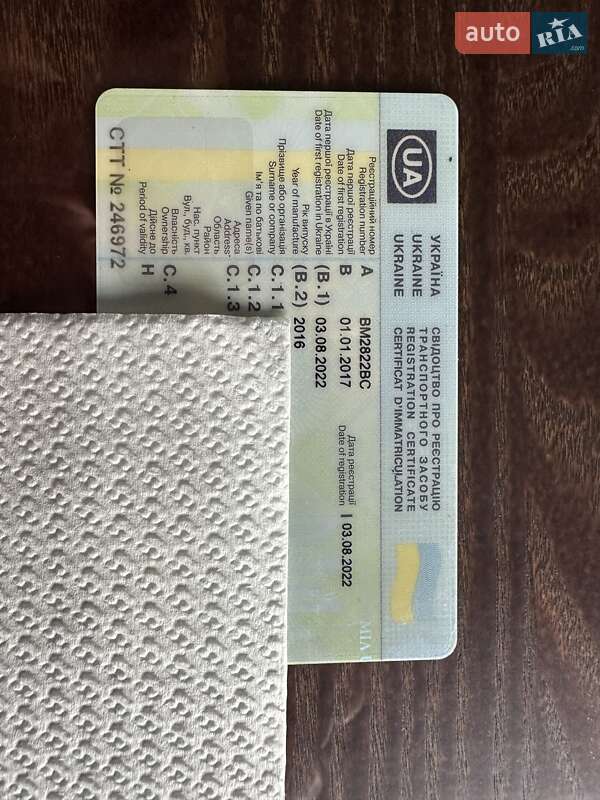 auto RIA.com
UA
УКРАЇНА
UKRAINE
UKRAINE
СВІДОЦТВО ПРО РЕЄСТРАЦІЮ
ТРАНСПОРТНОГО ЗАСОБУ
REGISTRATION CERTIFICATE
CERTIFICAT D'IMMATRICULATION
Реєстраційний номер
Registration number A BM2822BC
Дата першої реєстрації
Date of first registration B 01.01.2017
Дата реєстрації
Date of registration I 03.08.2022
Дата першої реєстрації в Україні
Date of first registration in Ukraine (B.1) 03.08.2022
Рік випуску
Year of manufacture (B.2) 2016
Прізвище або організація
Surname or company C.1.1
Ім'я та по батькові
Given name(s) C.1.2
Адреса
Address C.1.3
Область
Район
Нас. пункт
Вул., буд., кв.
Власність
Ownership C.4
Дійсне до
Period of validity H
СТТ № 246972